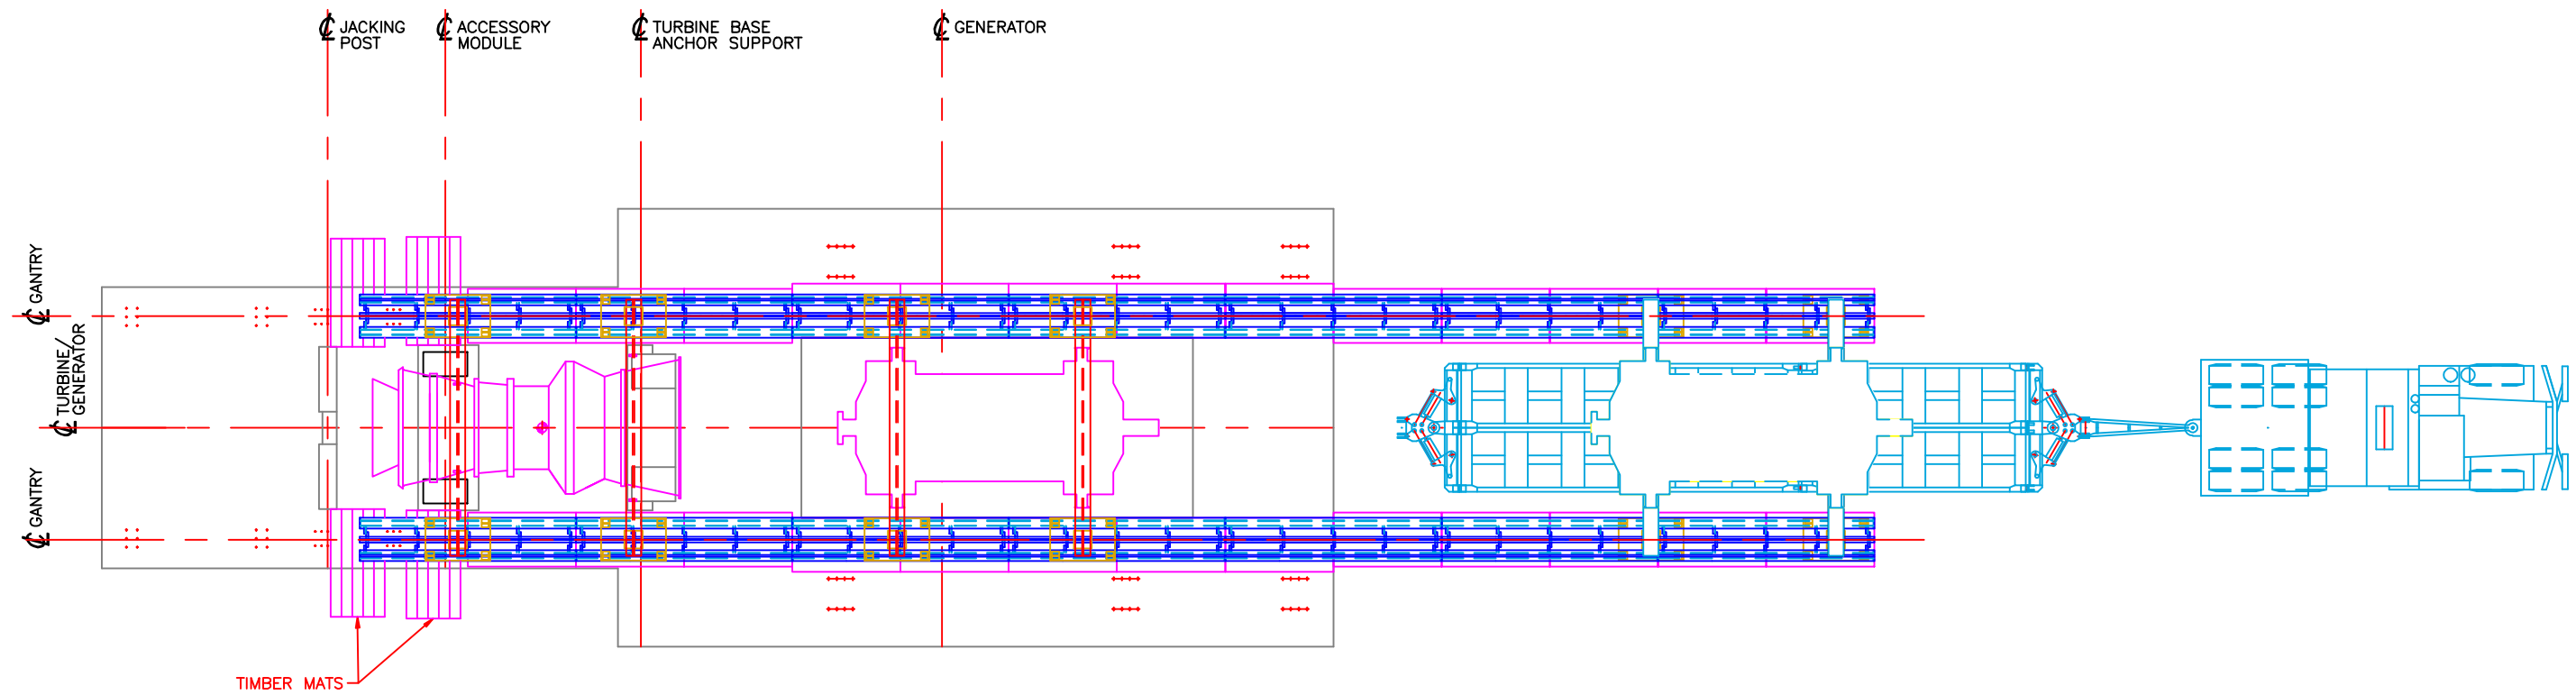 ℄ JACKING
POST
℄ ACCESSORY
MODULE
℄ TURBINE BASE
ANCHOR SUPPORT
℄ GENERATOR
℄ GANTRY
℄ TURBINE/
GENERATOR
℄ GANTRY
TIMBER MATS